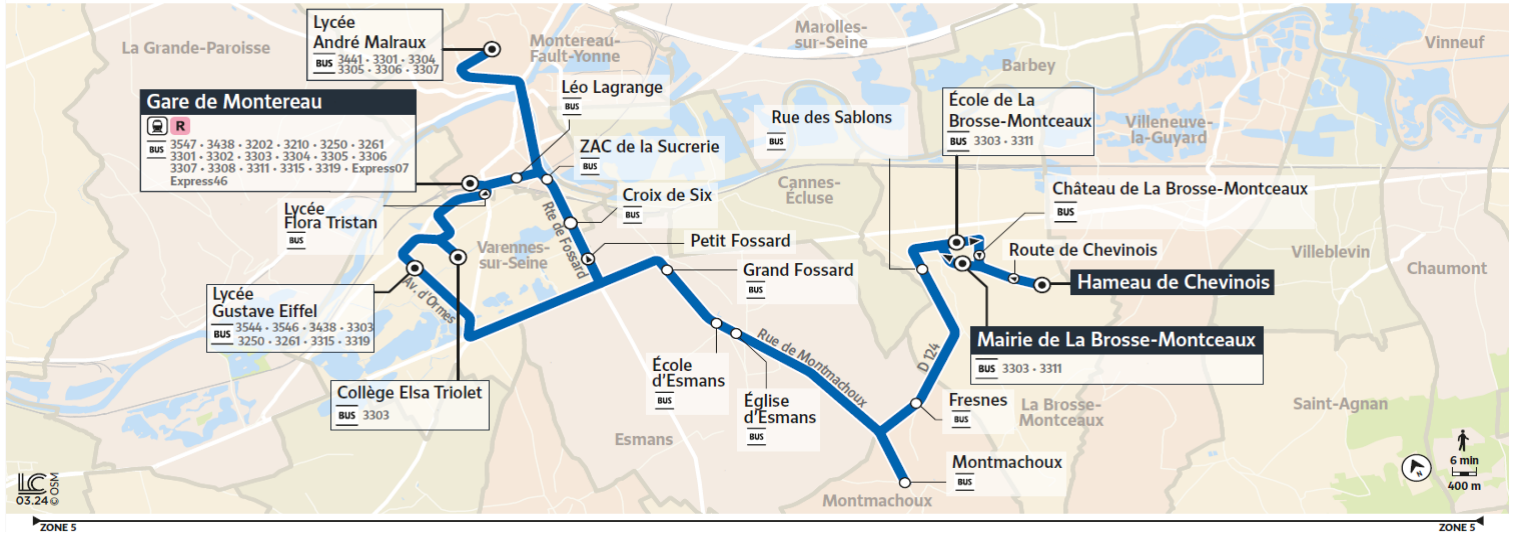 La Grande-Paroisse
Lycée
André Malraux
BUS 3441 • 3301 • 3304
3305 • 3306 • 3307
Montereau-
Fault-Yonne
Marolles-
sur-Seine
Vinneuf
Barbey
Gare de Montereau
R
BUS 3547 • 3438 • 3202 • 3210 • 3250 • 3261
3301 • 3302 • 3303 • 3304 • 3305 • 3306
3307 • 3308 • 3311 • 3315 • 3319 • Express07
Express46
Léo Lagrange
BUS
ZAC de la Sucrerie
BUS
Rue des Sablons
BUS
École de La
Brosse-Montceaux
BUS 3303 • 3311
Villeneuve-
la-Guyard
Cannes-
Écluse
Croix de Six
BUS
Château de La Brosse-Montceaux
BUS
Lycée
Flora Tristan
BUS
Rte de Fossard
Varennes-
sur-Seine
Petit Fossard
Route de Chevinois
Villeblevin
Grand Fossard
BUS
Chaumont
Hameau de Chevinois
Lycée
Gustave Eiffel
BUS 3544 • 3546 • 3438 • 3303
3250 • 3261 • 3315 • 3319
Av. d'Ormes
Mairie de La Brosse-Montceaux
BUS 3303 • 3311
Rue de Montmachoux
D 124
École
d'Esmans
BUS
Collège Elsa Triolet
BUS 3303
Église
d'Esmans
BUS
Fresnes
BUS
La Brosse-
Montceaux
Saint-Agnan
Esmans
Montmachoux
BUS
Montmachoux
N
6 min
400 m
LC
03.24 © OSM
ZONE 5
ZONE 5